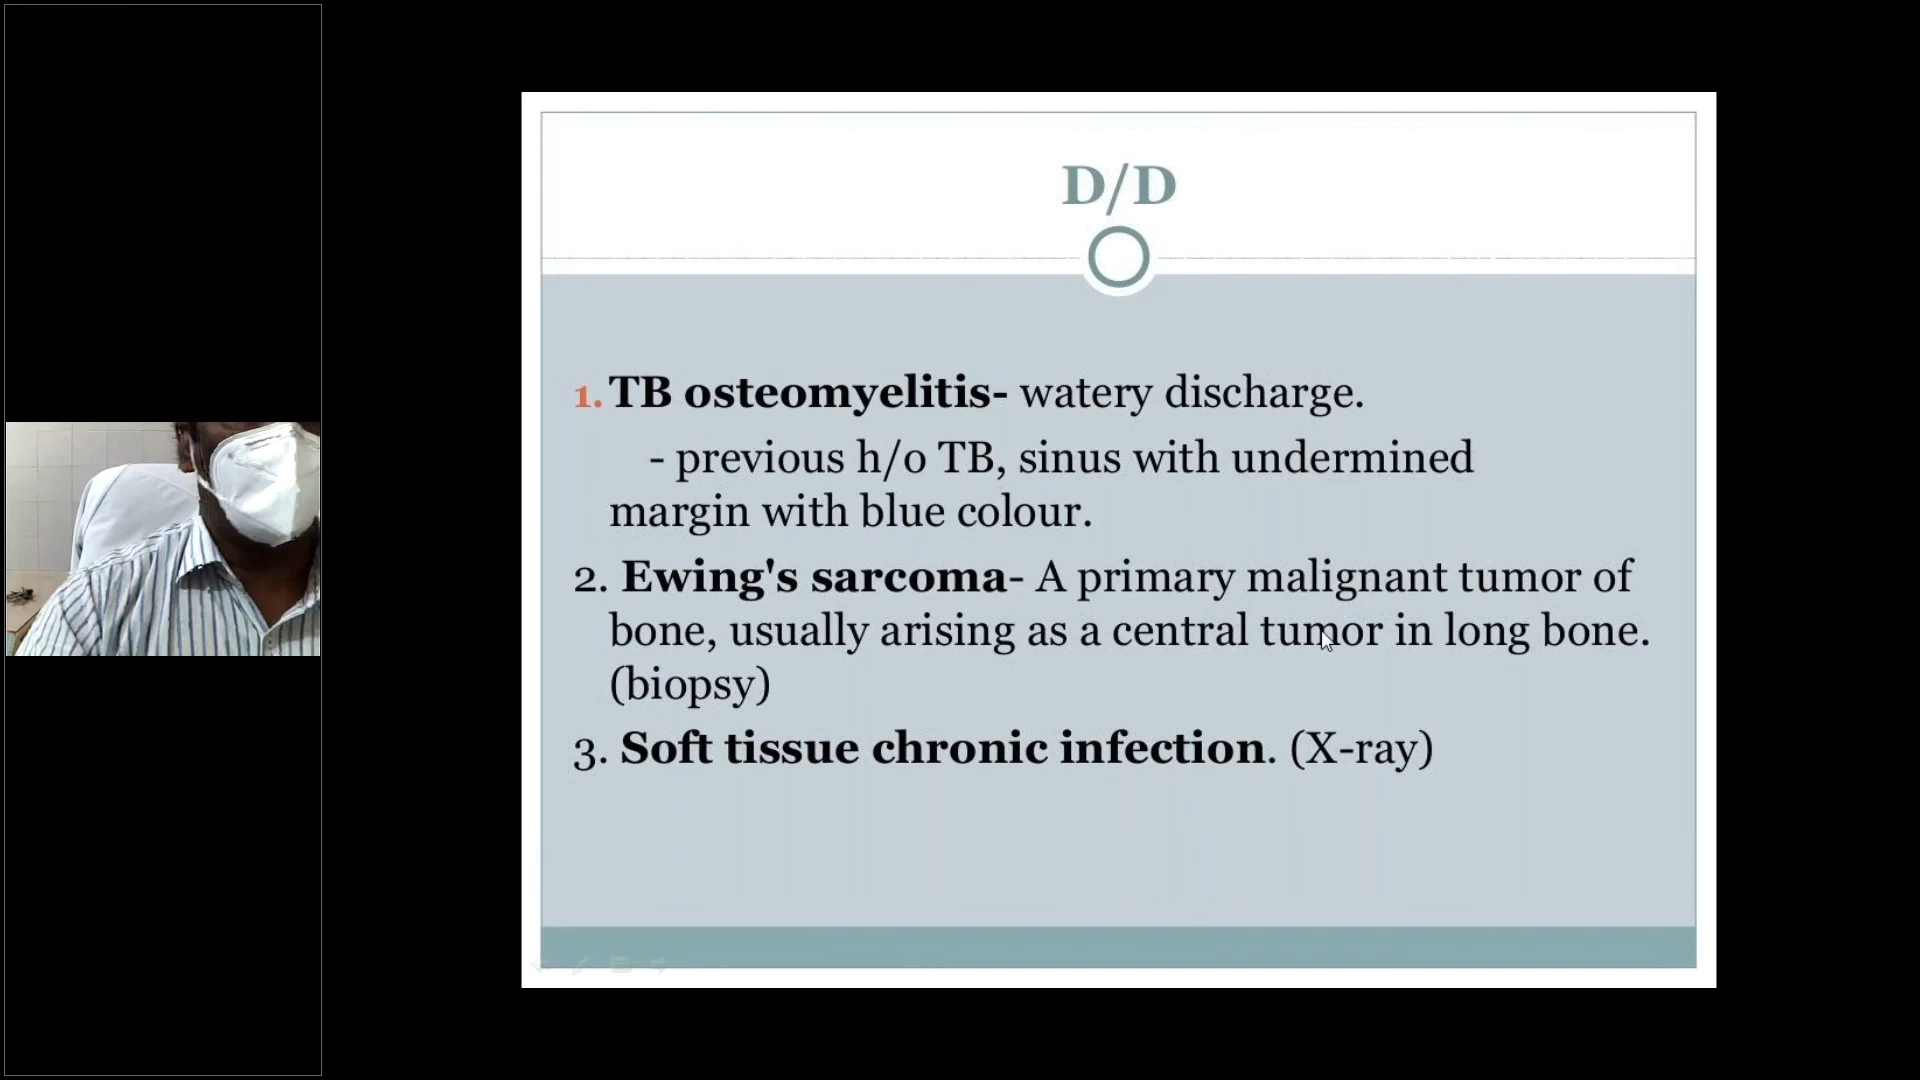 D/D
1. TB osteomyelitis- watery discharge.
- previous h/o TB, sinus with undermined
margin with blue colour.
2. Ewing's sarcoma- A primary malignant tumor of
bone, usually arising as a central tumor in long bone.
(biopsy)
3. Soft tissue chronic infection. (X-ray)